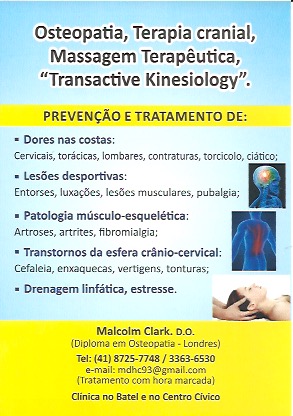 Osteopatia, Terapia cranial,
Massagem Terapêutica,
“Transactive Kinesiology”.
PREVENÇÃO E TRATAMENTO DE:
▪ Dores nas costas:
Cervicais, torácicas, lombares, contraturas, torcicolo, ciático;
▪ Lesões desportivas:
Entorses, luxações, lesões musculares, pubalgia;
▪ Patologia músculo-esquelética:
Artroses, artrites, fibromialgia;
▪ Transtornos da esfera crânio-cervical:
Cefaleia, enxaquecas, vertigens, tonturas;
▪ Drenagem linfática, estresse.
Malcolm Clark. D.O.
(Diploma em Osteopatia - Londres)
Tel: (41) 8725-7748 / 3363-6530
e-mail: mdhc93@gmail.com
(Tratamento com hora marcada)
Clínica no Batel e no Centro Cívico